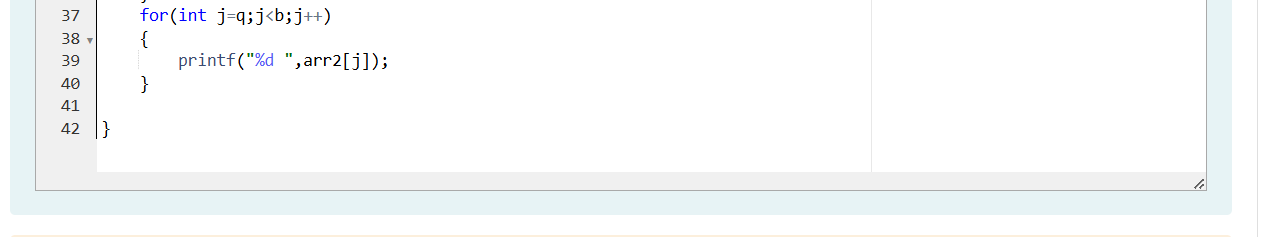 37 for(int j=q;j<b;j++)
38 {
39 printf("%d ",arr2[j]);
40 }
41
42 }